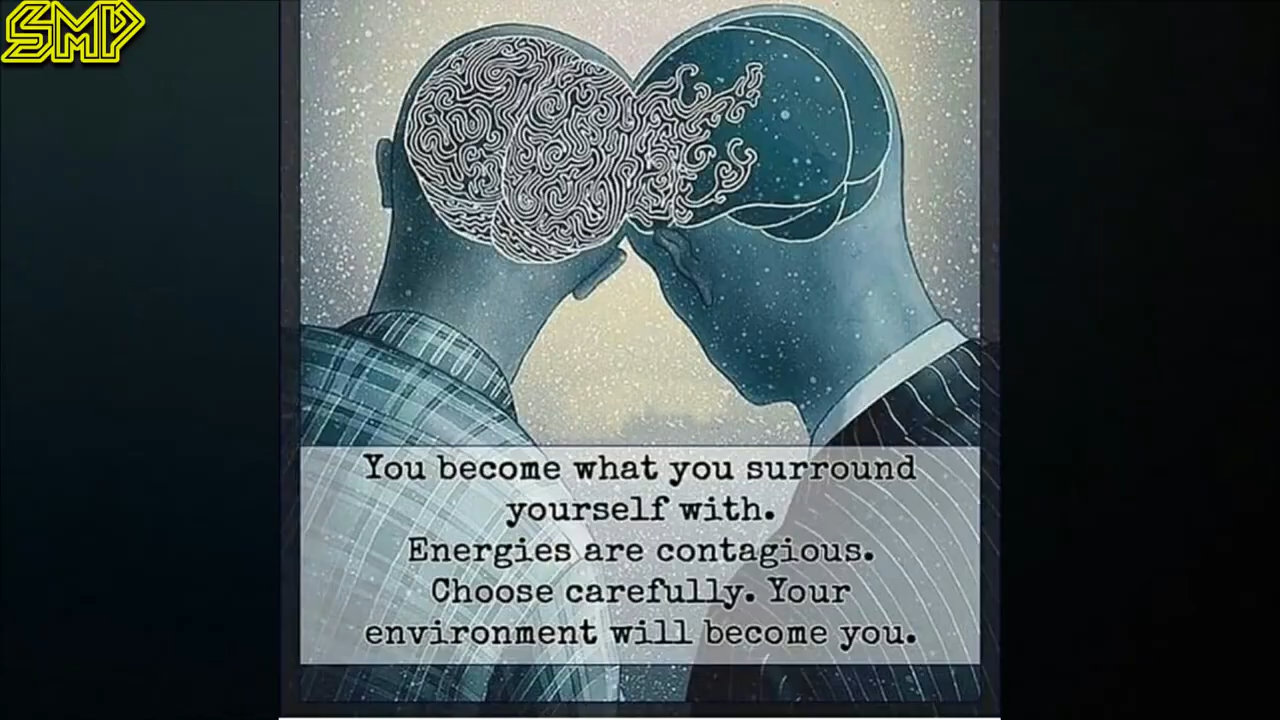 SMP
You become what you surround
yourself with.
Energies are contagious.
Choose carefully. Your
environment will become you.